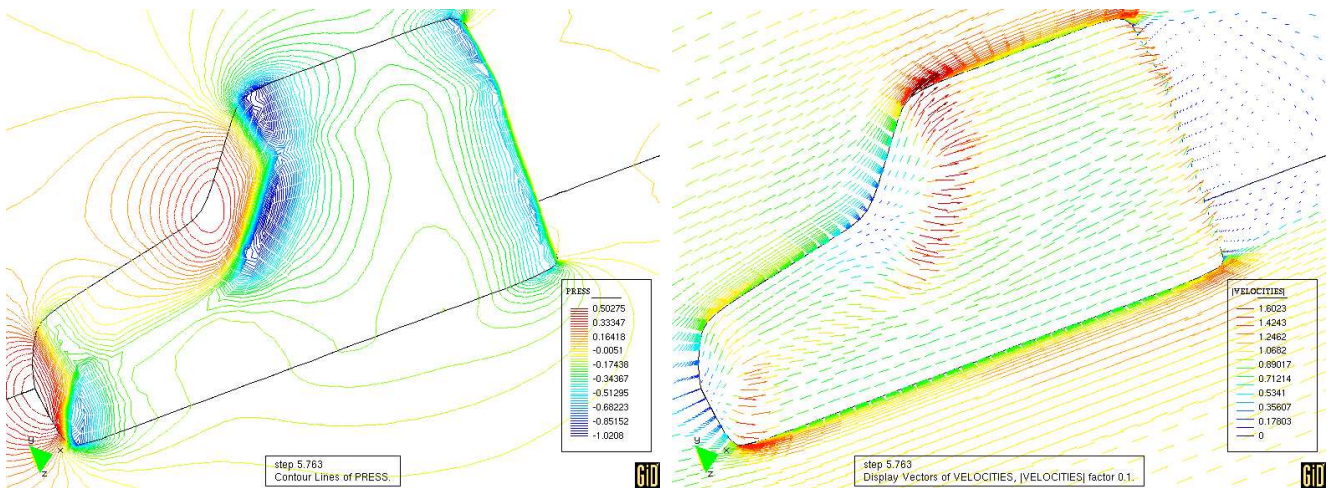 PRESS
0.50275
0.33347
0.16418
-0.0051
-0.17438
-0.34367
-0.51295
-0.68223
-0.85152
-1.0208
y
x
z
step 5.763
Contour Lines of PRESS.
GiD
|VELOCITIES|
1.6023
1.4243
1.2462
1.0682
0.89017
0.71214
0.5341
0.35607
0.17803
0
y
x
z
step 5.763
Display Vectors of VELOCITIES, |VELOCITIES| factor 0.1.
GiD